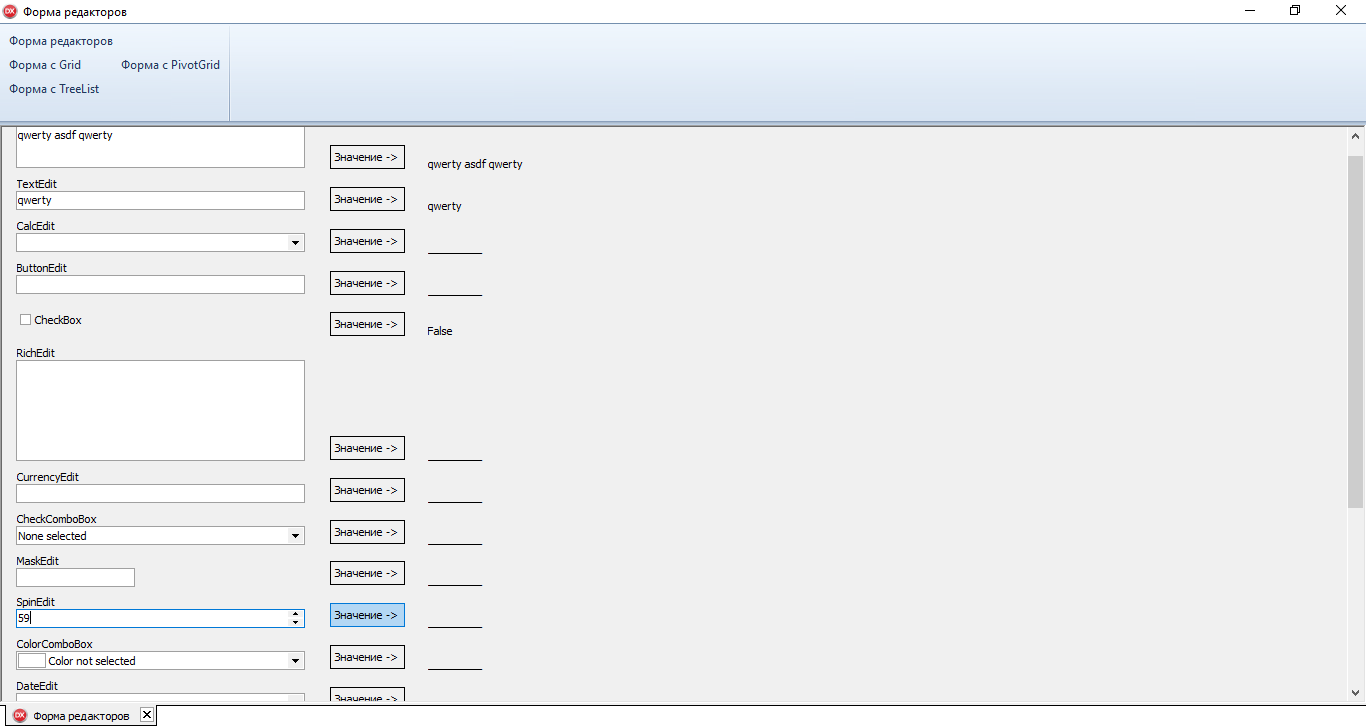 DX Форма редакторов
Форма редакторов
Форма с Grid Форма с PivotGrid
Форма с TreeList
qwerty asdf qwerty
Значение -> qwerty asdf qwerty
TextEdit
qwerty Значение -> qwerty
CalcEdit
Значение ->
ButtonEdit
Значение ->
CheckBox Значение -> False
RichEdit
Значение ->
CurrencyEdit
Значение ->
CheckComboBox
None selected Значение ->
MaskEdit
Значение ->
SpinEdit
59 Значение ->
ColorComboBox
Color not selected Значение ->
DateEdit
Значение ->
DX Форма редакторов